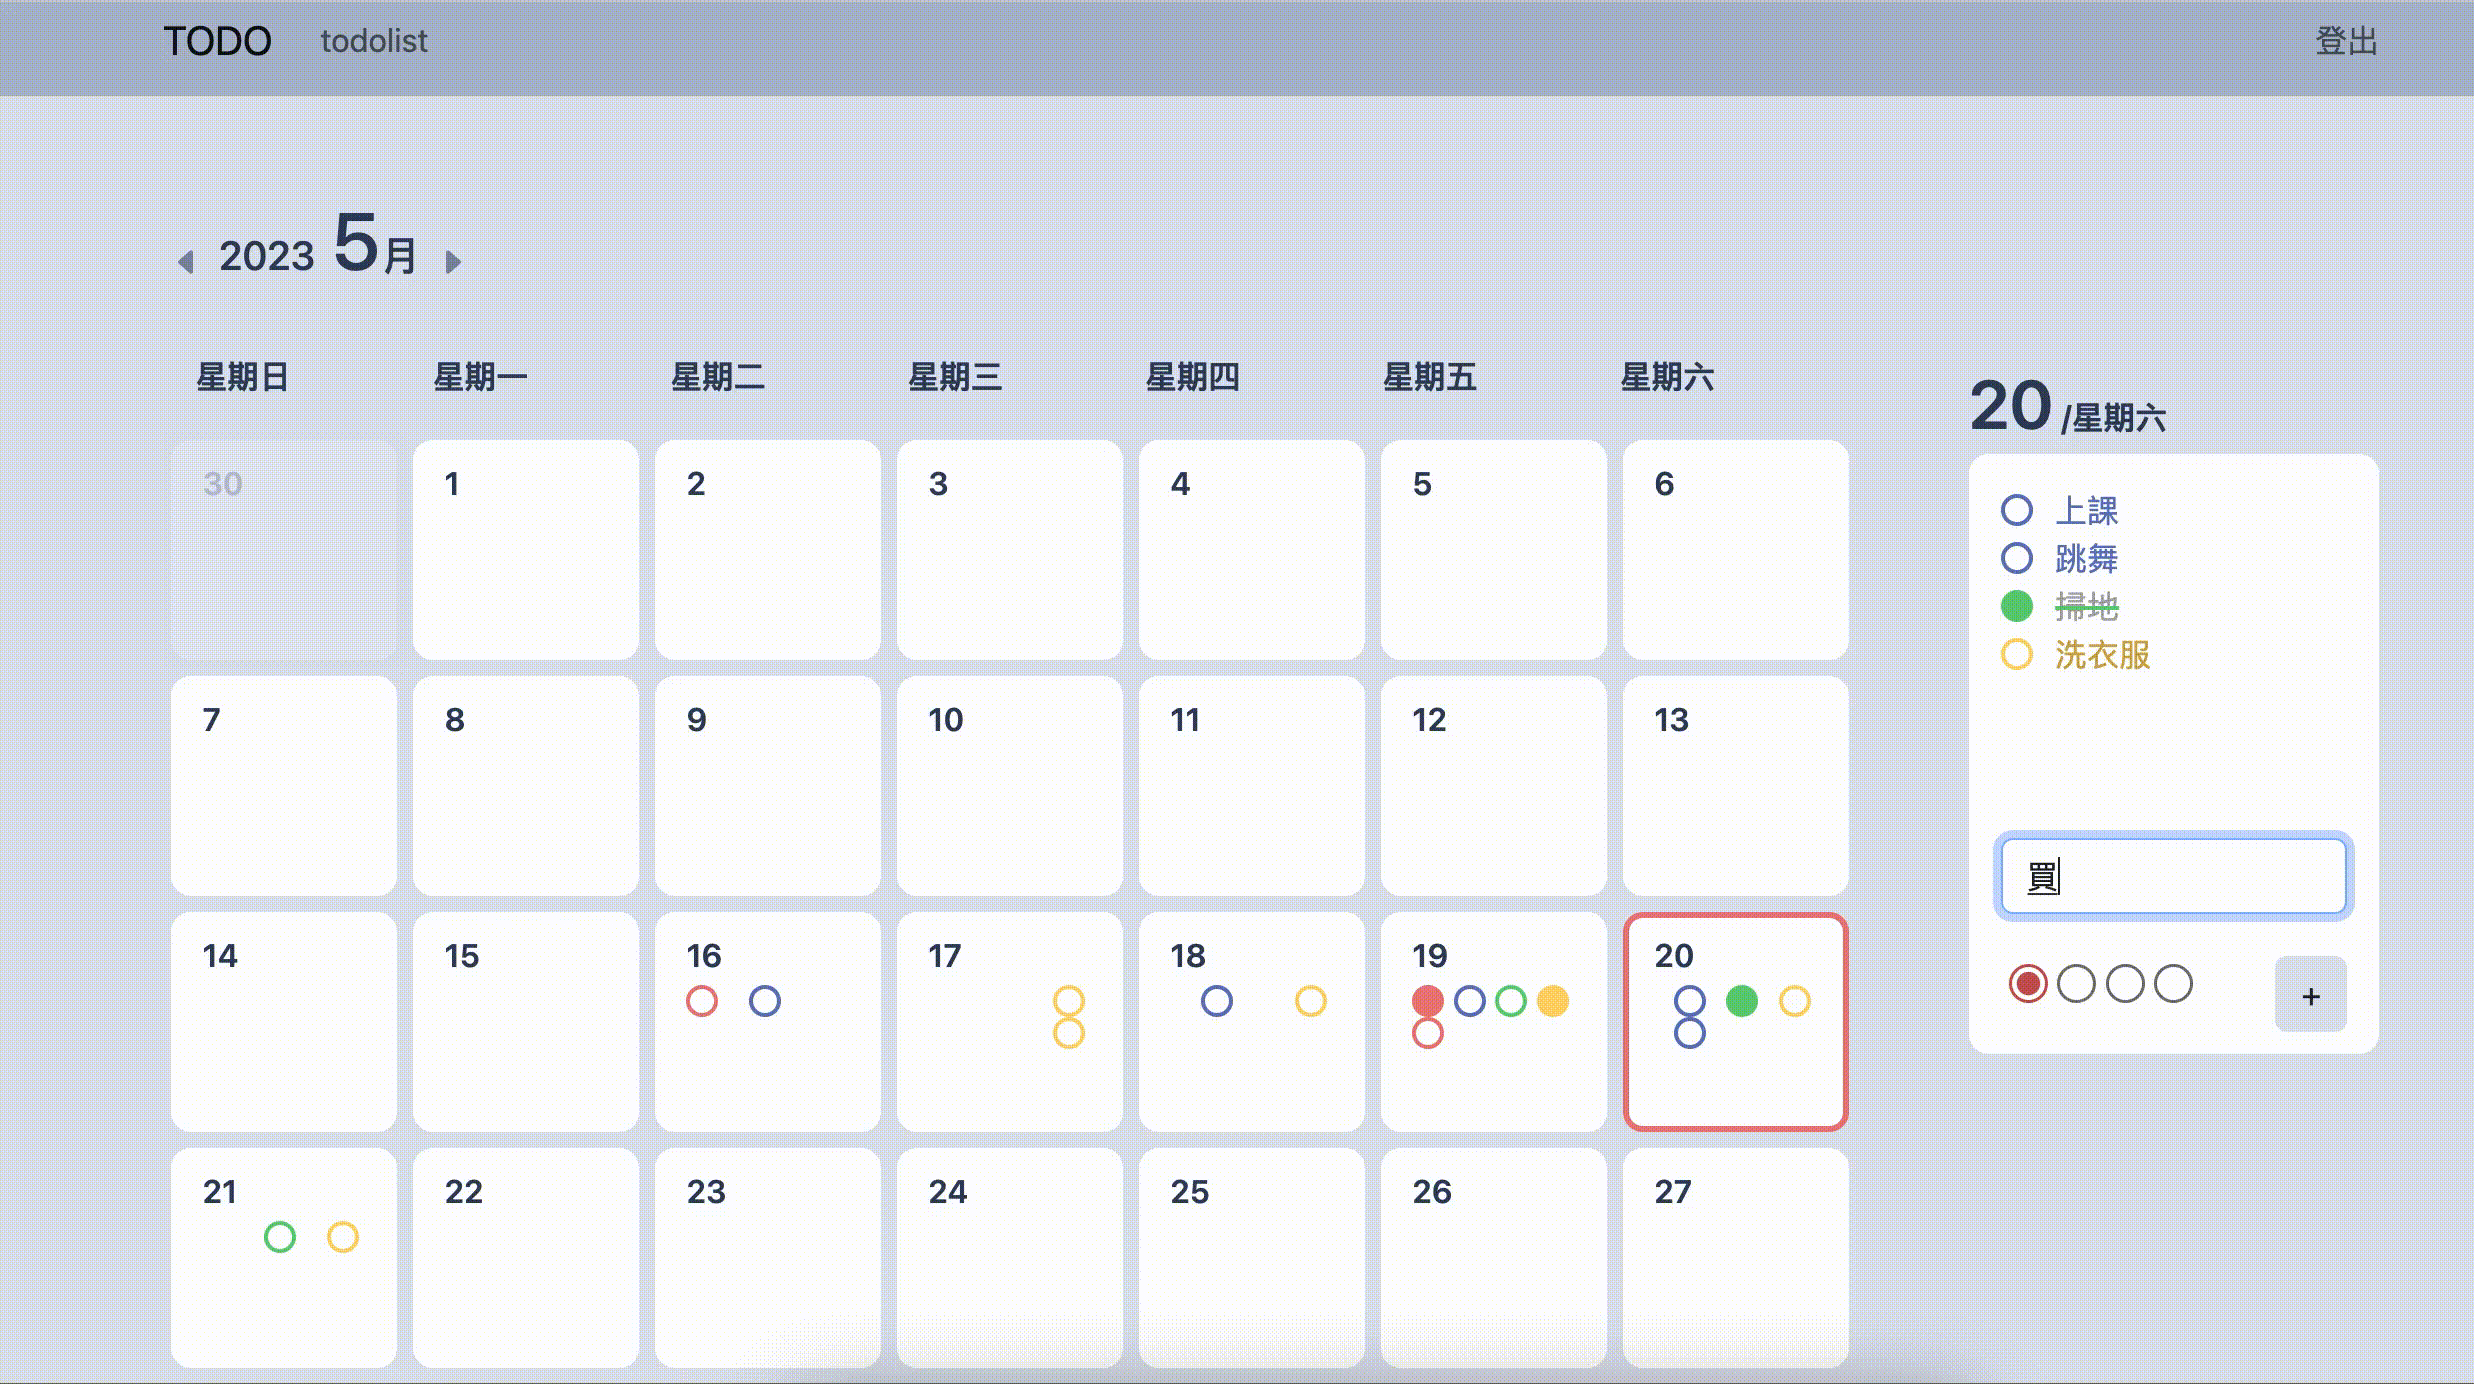 TODO todolist 登出
2023 5月
星期日 星期一 星期二 星期三 星期四 星期五 星期六
30 1 2 3 4 5 6
7 8 9 10 11 12 13
14 15 16 17 18 19 20
21 22 23 24 25 26 27
20 /星期六
上課
跳舞
掃地
洗衣服
買
+